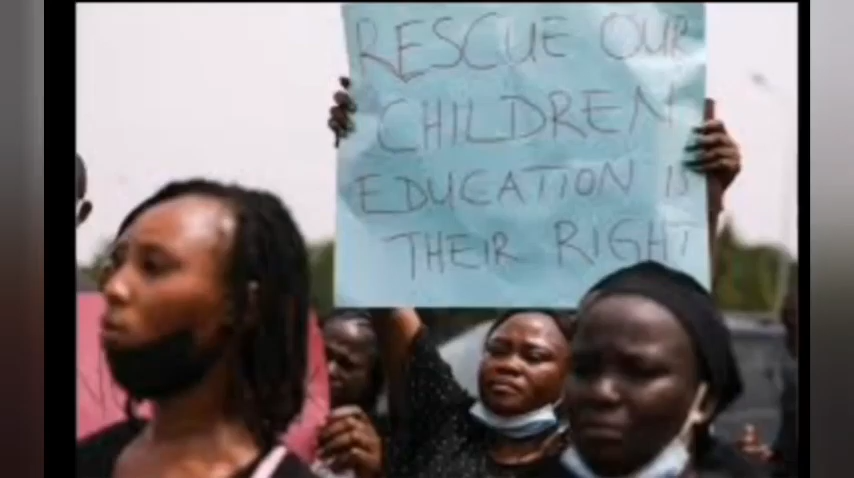 RESCUE OUR
CHILDREN
EDUCATION IS
THEIR RIGHT